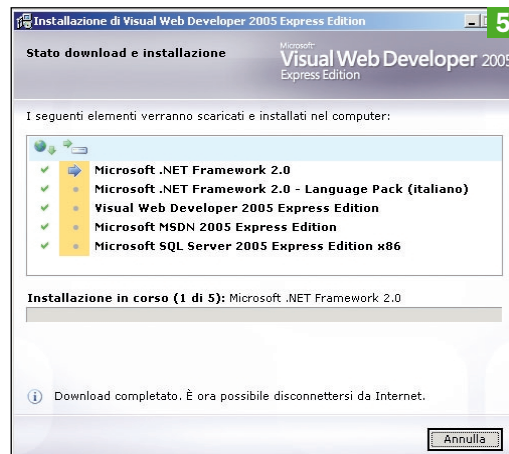 Installazione di Visual Web Developer 2005 Express Edition
5
Stato download e installazione
Microsoft
Visual Web Developer 2005
Express Edition
I seguenti elementi verranno scaricati e installati nel computer:
Microsoft .NET Framework 2.0
Microsoft .NET Framework 2.0 - Language Pack (italiano)
Visual Web Developer 2005 Express Edition
Microsoft MSDN 2005 Express Edition
Microsoft SQL Server 2005 Express Edition x86
Installazione in corso (1 di 5): Microsoft .NET Framework 2.0
Download completato. È ora possibile disconnettersi da Internet.
Annulla